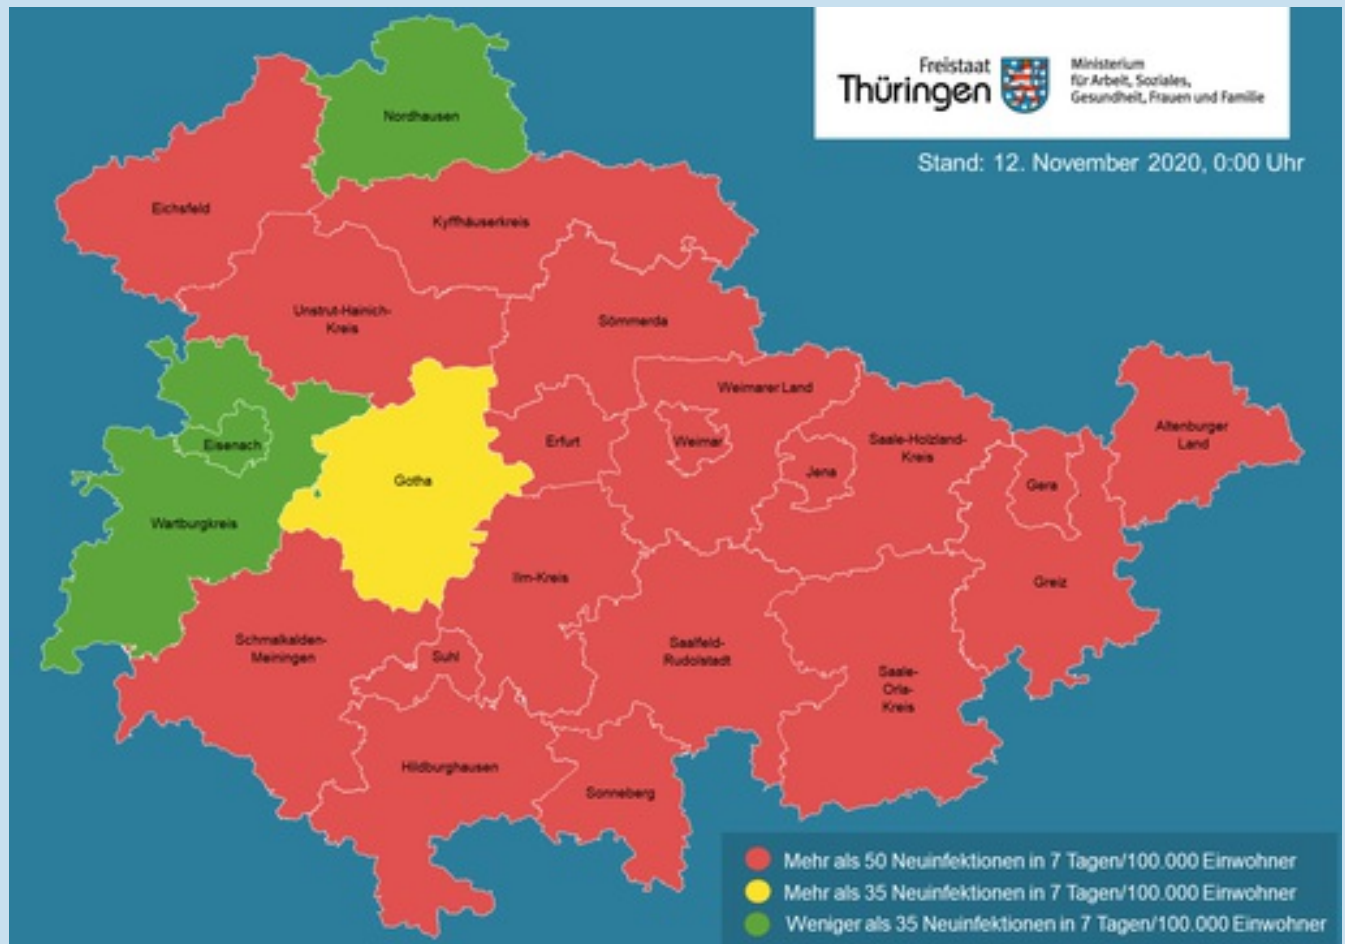 Freistaat
Thüringen
Ministerium
für Arbeit, Soziales,
Gesundheit, Frauen und Familie
Stand: 12. November 2020, 0:00 Uhr
Nordhausen
Eichsfeld
Kyffhäuserkreis
Unstrut-Hainich-
Kreis
Sömmerda
Weimarer Land
Eisenach
Erfurt
Weimar
Saale-Holzland-
Kreis
Altenburger
Land
Gotha
Jena
Gera
Wartburgkreis
Ilm-Kreis
Greiz
Schmalkalden-
Meiningen
Suhl
Saalfeld-
Rudolstadt
Saale-
Orla-
Kreis
Hildburghausen
Sonneberg
Mehr als 50 Neuinfektionen in 7 Tagen/100.000 Einwohner
Mehr als 35 Neuinfektionen in 7 Tagen/100.000 Einwohner
Weniger als 35 Neuinfektionen in 7 Tagen/100.000 Einwohner